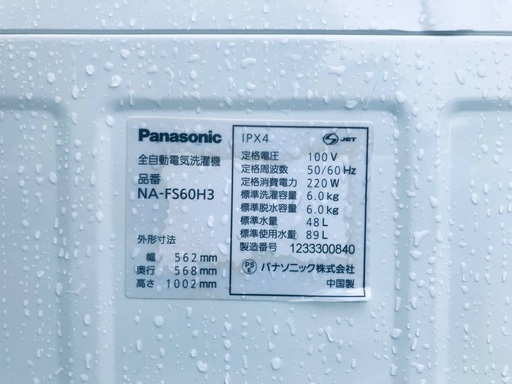 Panasonic
全自動電気洗濯機
品番
NA-FS60H3
外形寸法
幅 562mm
奥行 568mm
高さ 1002mm
IPX4 S JET
定格電圧 100V
定格周波数 50/60Hz
定格消費電力 220W
標準洗濯容量 6.0kg
標準脱水容量 6.0kg
標準水量 48L
標準使用水量 89L
製造番号 1233300840
PS E パナソニック株式会社
中国製